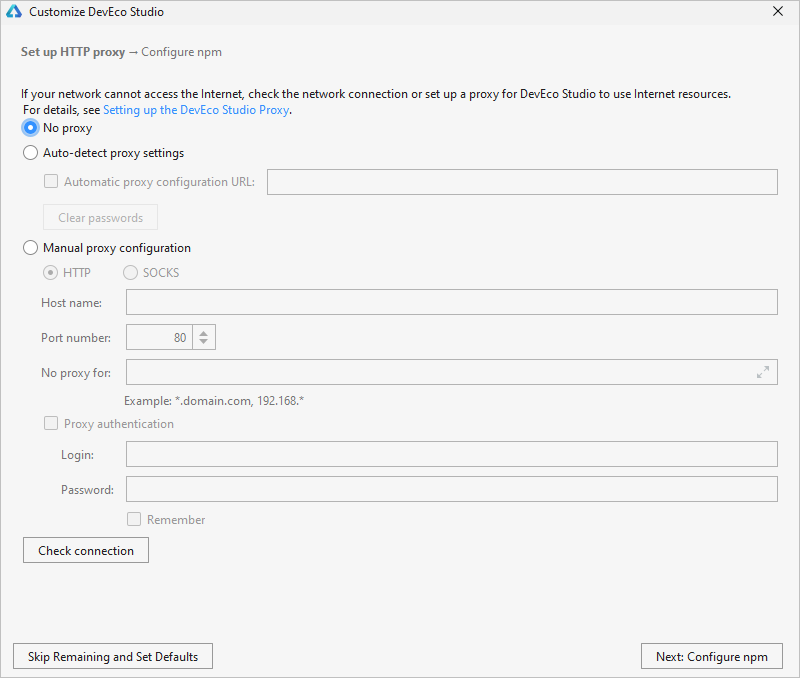 Customize DevEco Studio
Set up HTTP proxy → Configure npm
If your network cannot access the Internet, check the network connection or set up a proxy for DevEco Studio to use Internet resources.
For details, see Setting up the DevEco Studio Proxy.
No proxy
Auto-detect proxy settings
Automatic proxy configuration URL:
Clear passwords
Manual proxy configuration
HTTP SOCKS
Host name:
Port number: 80
No proxy for:
Example: *.domain.com, 192.168.*
Proxy authentication
Login:
Password:
Remember
Check connection
Skip Remaining and Set Defaults Next: Configure npm